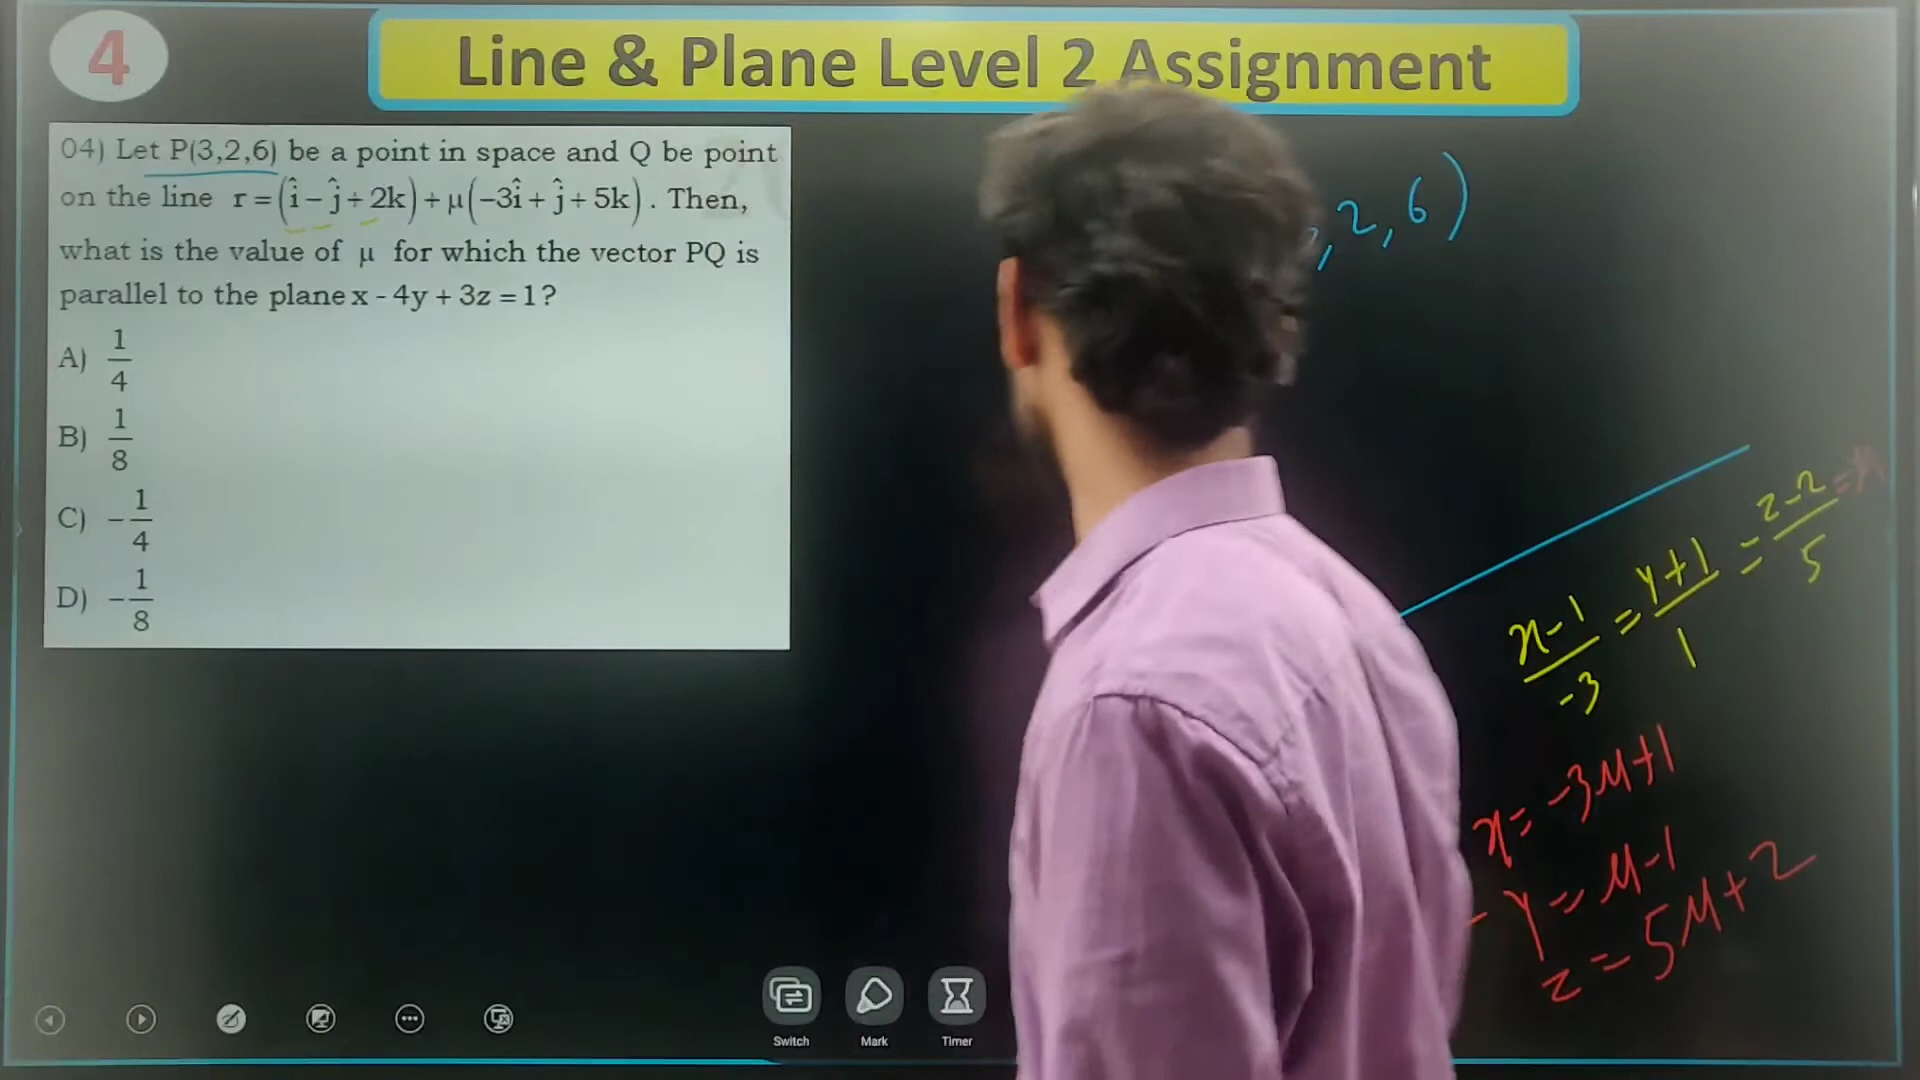 4
Line & Plane Level 2 Assignment
04) Let P(3,2,6) be a point in space and Q be point
on the line r = (î − ĵ + 2k) + μ(−3î + ĵ + 5k). Then,
what is the value of μ for which the vector PQ is
parallel to the plane x - 4y + 3z = 1?
A) 1/4
B) 1/8
C) −1/4
D) −1/8
, 2, 6)
x-1/-3 = y+1/1 = z-2/5 = μ
x = -3μ+1
y = μ-1
z = 5μ+2
Switch
Mark
Timer